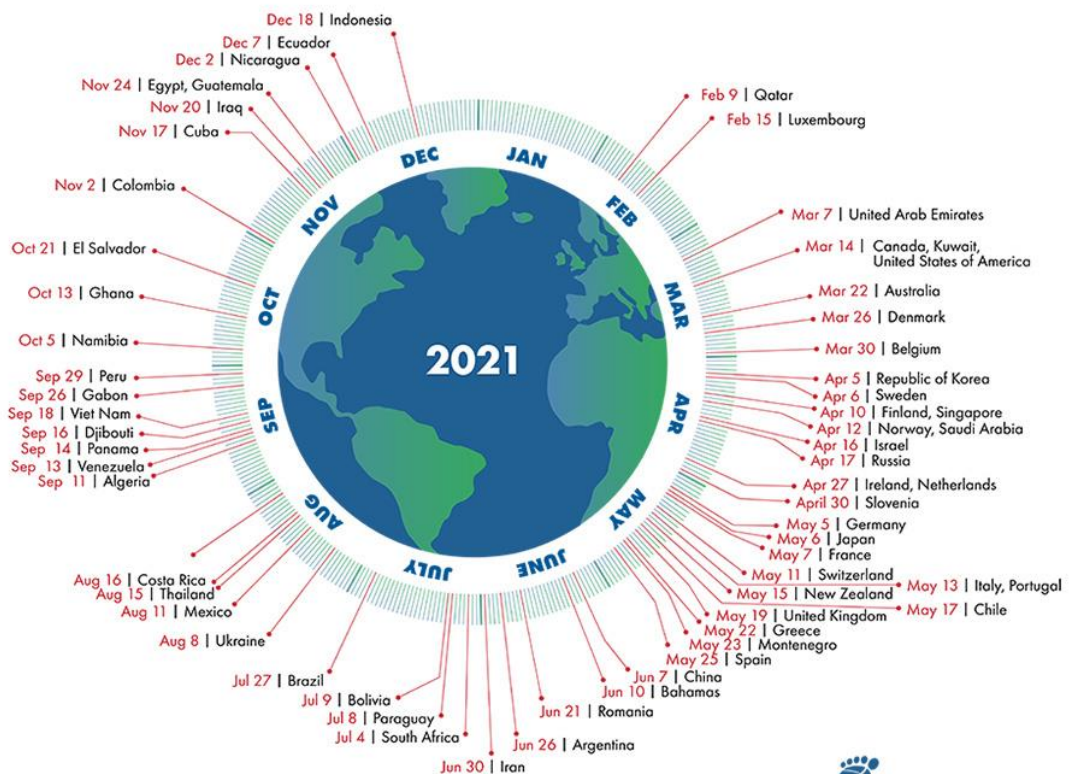 JAN
FEB
MAR
APR
MAY
JUNE
JULY
AUG
SEP
OCT
NOV
DEC
2021
Feb 9 | Qatar
Feb 15 | Luxembourg
Mar 7 | United Arab Emirates
Mar 14 | Canada, Kuwait,
United States of America
Mar 22 | Australia
Mar 26 | Denmark
Mar 30 | Belgium
Apr 5 | Republic of Korea
Apr 6 | Sweden
Apr 10 | Finland, Singapore
Apr 12 | Norway, Saudi Arabia
Apr 16 | Israel
Apr 17 | Russia
Apr 27 | Ireland, Netherlands
April 30 | Slovenia
May 5 | Germany
May 6 | Japan
May 7 | France
May 11 | Switzerland
May 13 | Italy, Portugal
May 15 | New Zealand
May 17 | Chile
May 19 | United Kingdom
May 22 | Greece
May 23 | Montenegro
May 25 | Spain
Jun 7 | China
Jun 10 | Bahamas
Jun 21 | Romania
Jun 26 | Argentina
Jun 30 | Iran
Jul 4 | South Africa
Jul 8 | Paraguay
Jul 9 | Bolivia
Jul 27 | Brazil
Aug 8 | Ukraine
Aug 11 | Mexico
Aug 15 | Thailand
Aug 16 | Costa Rica
Sep 11 | Algeria
Sep 13 | Venezuela
Sep 14 | Panama
Sep 16 | Djibouti
Sep 18 | Viet Nam
Sep 26 | Gabon
Sep 29 | Peru
Oct 5 | Namibia
Oct 13 | Ghana
Oct 21 | El Salvador
Nov 2 | Colombia
Nov 17 | Cuba
Nov 20 | Iraq
Nov 24 | Egypt, Guatemala
Dec 2 | Nicaragua
Dec 7 | Ecuador
Dec 18 | Indonesia